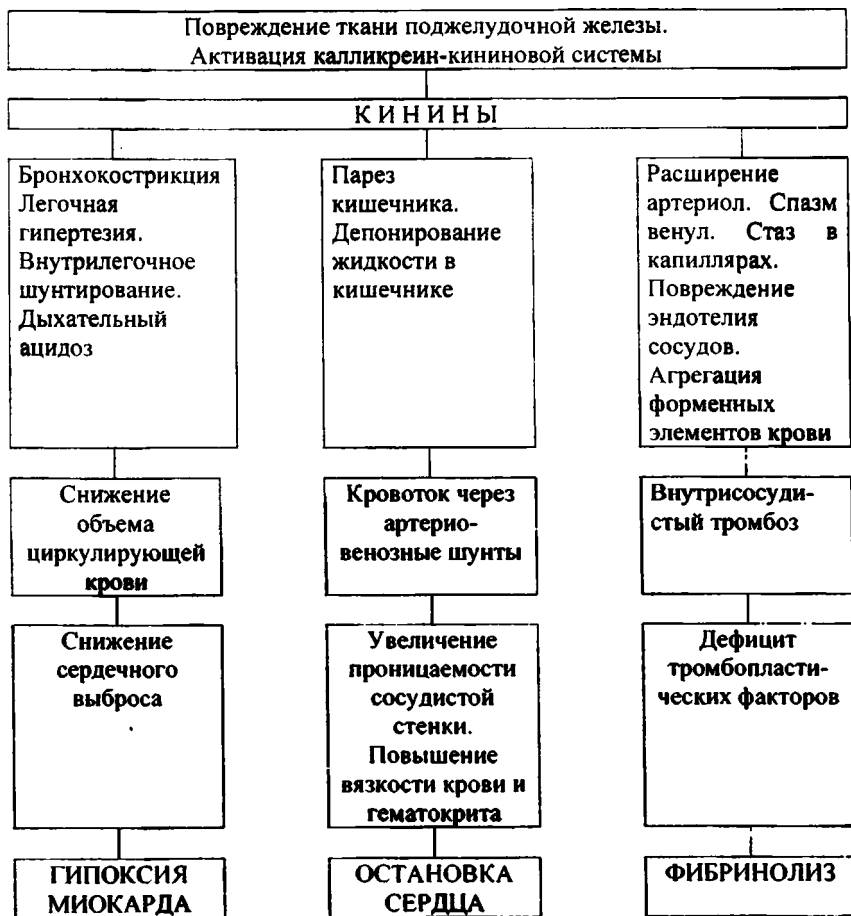 Повреждение ткани поджелудочной железы.
Активация калликреин-кининовой системы
КИНИНЫ
Бронхокострикция
Легочная
гипертезия.
Внутрилегочное
шунтирование.
Дыхательный
ацидоз
Парез
кишечника.
Депонирование
жидкости в
кишечнике
Расширение
артериол. Спазм
венул. Стаз в
капиллярах.
Повреждение
эндотелия
сосудов.
Агрегация
форменных
элементов крови
Снижение
объема
циркулирующей
крови
Кровоток через
артерио-
венозные шунты
Внутрисосуди-
стый тромбоз
Снижение
сердечного
выброса
Увеличение
проницаемости
сосудистой
стенки.
Повышение
вязкости крови и
гематокрита
Дефицит
тромбопласти-
ческих факторов
ГИПОКСИЯ
МИОКАРДА
ОСТАНОВКА
СЕРДЦА
ФИБРИНОЛИЗ